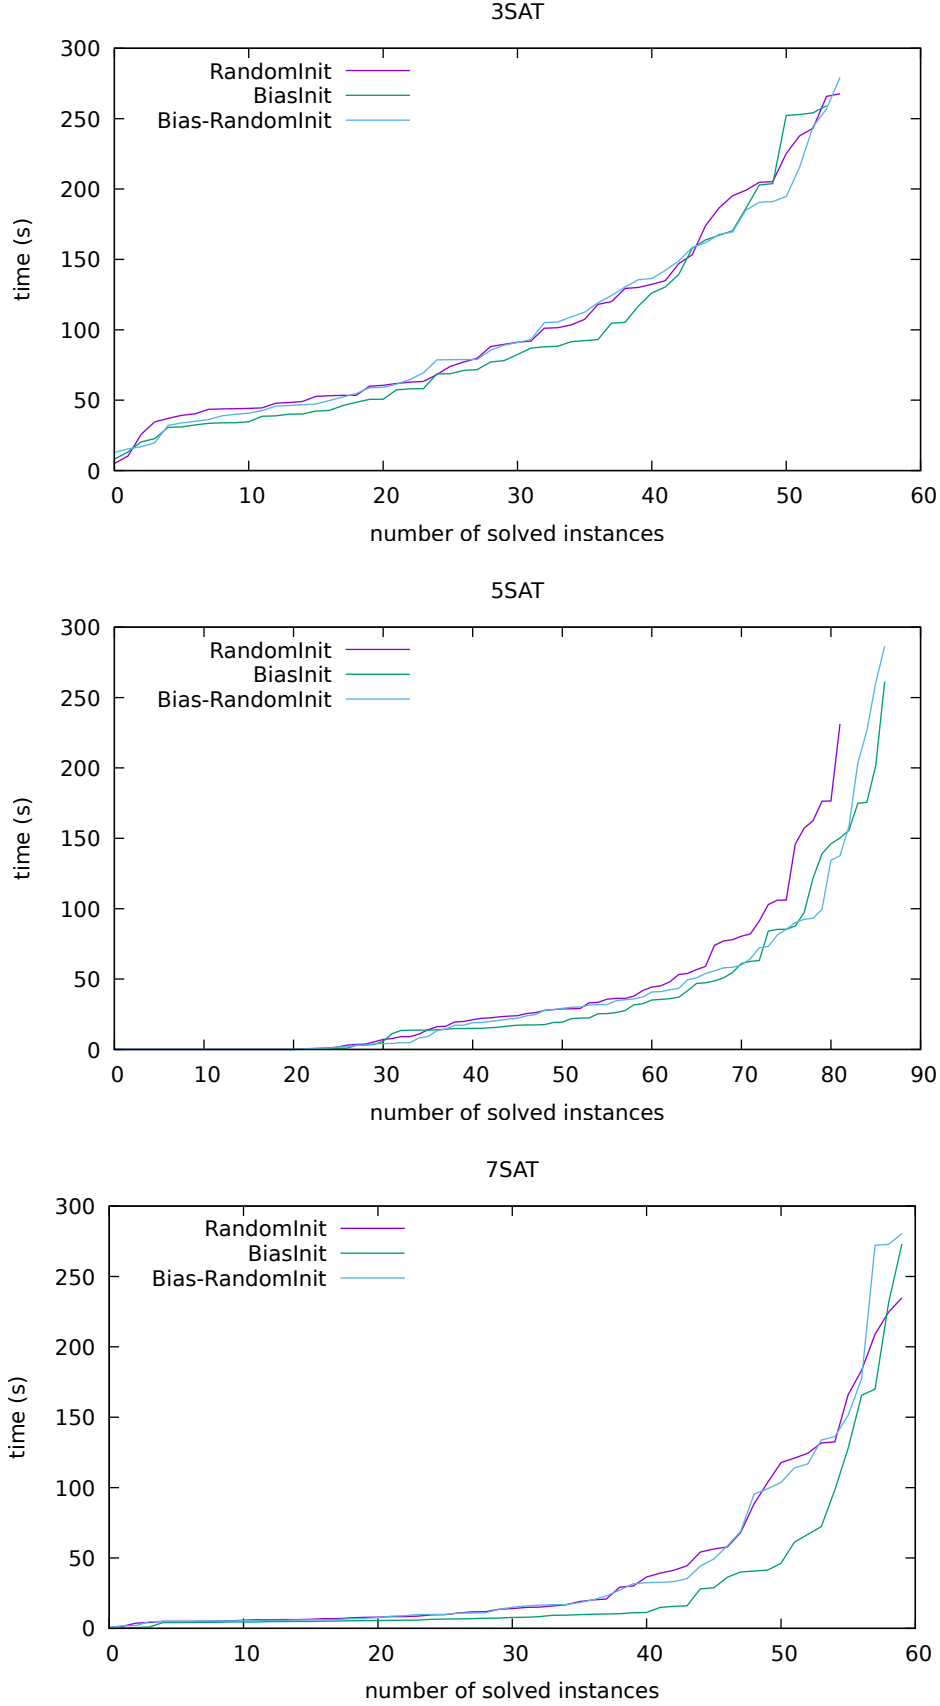 3SAT
300
250
200
150
100
50
0
RandomInit
BiasInit
Bias-RandomInit
time (s)
0 10 20 30 40 50 60
number of solved instances
5SAT
300
250
200
150
100
50
0
RandomInit
BiasInit
Bias-RandomInit
time (s)
0 10 20 30 40 50 60 70 80 90
number of solved instances
7SAT
300
250
200
150
100
50
0
RandomInit
BiasInit
Bias-RandomInit
time (s)
0 10 20 30 40 50 60
number of solved instances